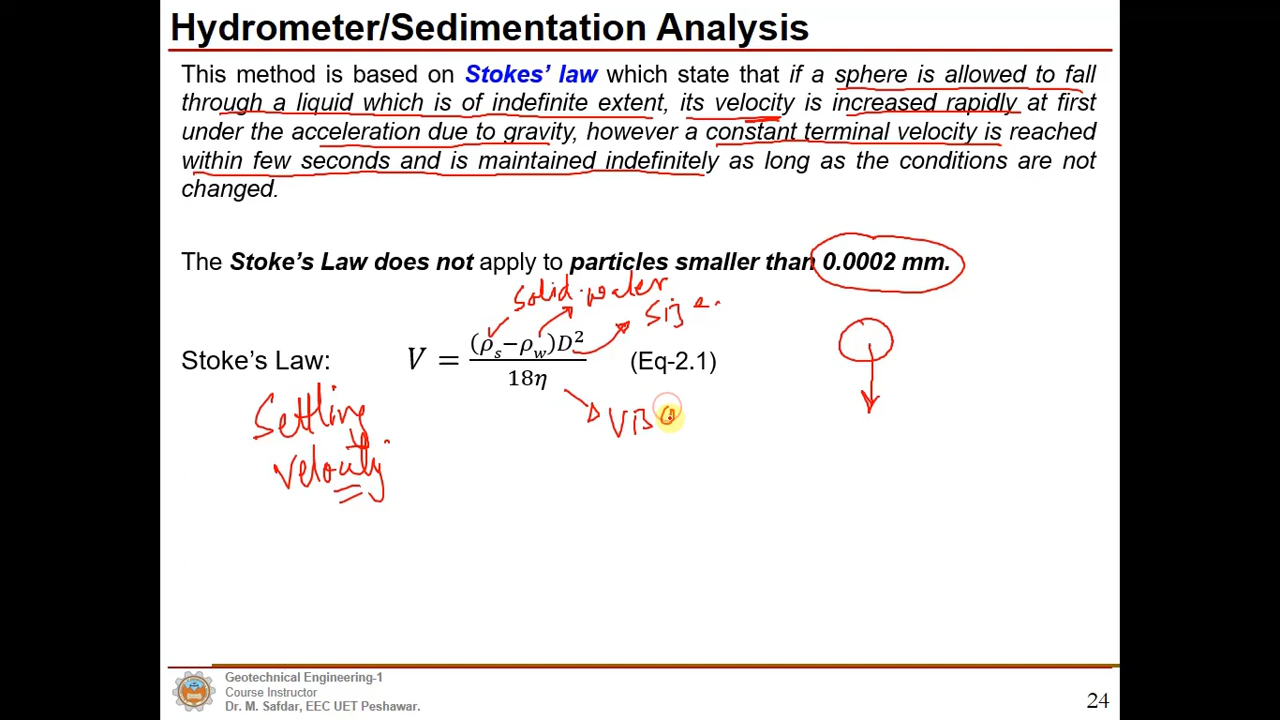 Hydrometer/Sedimentation Analysis
This method is based on Stokes' law which state that if a sphere is allowed to fall
through a liquid which is of indefinite extent, its velocity is increased rapidly at first
under the acceleration due to gravity, however a constant terminal velocity is reached
within few seconds and is maintained indefinitely as long as the conditions are not
changed.
The Stoke's Law does not apply to particles smaller than 0.0002 mm.
solid water
size.
Stoke's Law: V = (ρs−ρw)D² / 18η (Eq-2.1)
Settling
velocity
Geotechnical Engineering-1
Course Instructor
Dr. M. Safdar, EEC UET Peshawar.
24